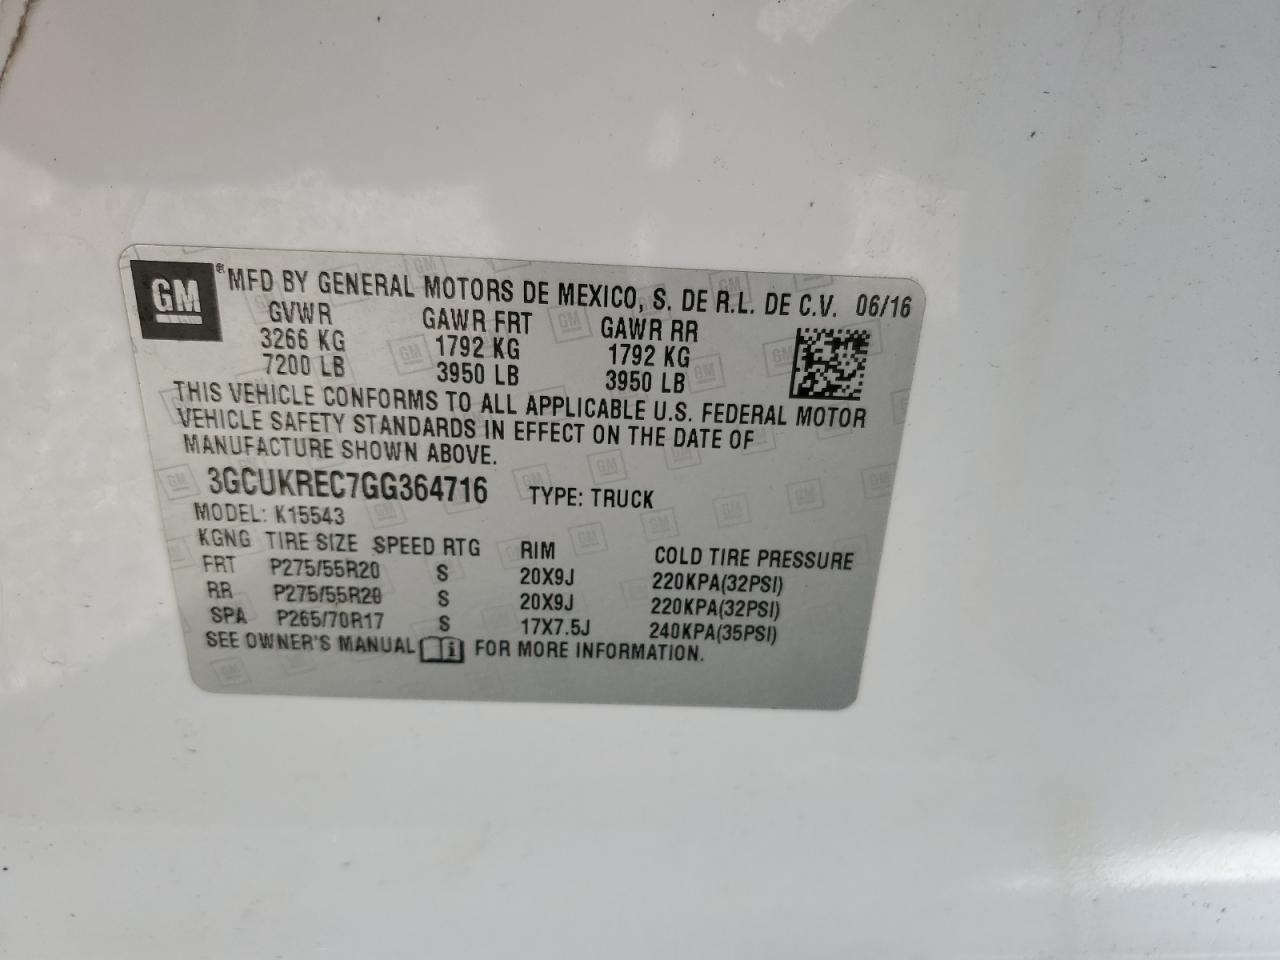 GM ® MFD BY GENERAL MOTORS DE MEXICO, S. DE R.L. DE C.V. 06/16
GVWR GAWR FRT GAWR RR
3266 KG 1792 KG 1792 KG
7200 LB 3950 LB 3950 LB
THIS VEHICLE CONFORMS TO ALL APPLICABLE U.S. FEDERAL MOTOR
VEHICLE SAFETY STANDARDS IN EFFECT ON THE DATE OF
MANUFACTURE SHOWN ABOVE.
3GCUKREC7GG364716 TYPE: TRUCK
MODEL: K15543
KGNG TIRE SIZE SPEED RTG RIM COLD TIRE PRESSURE
FRT P275/55R20 S 20X9J 220KPA(32PSI)
RR P275/55R20 S 20X9J 220KPA(32PSI)
SPA P265/70R17 S 17X7.5J 240KPA(35PSI)
SEE OWNER'S MANUAL i FOR MORE INFORMATION.